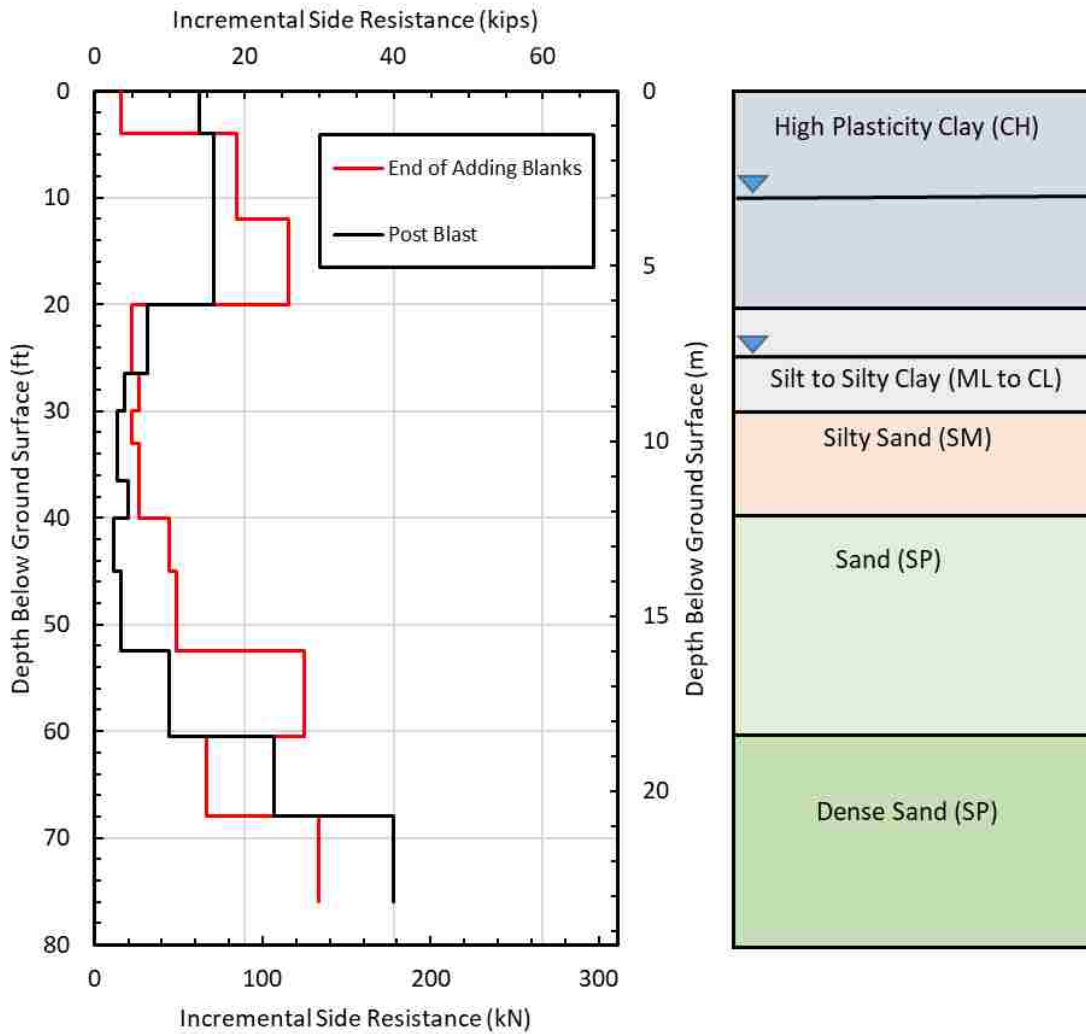 Incremental Side Resistance (kips)
0 20 40 60
0
10
20
30
40
50
60
70
80
Depth Below Ground Surface (ft)
End of Adding Blanks
Post Blast
0
5
10
15
20
Depth Below Ground Surface (m)
0 100 200 300
Incremental Side Resistance (kN)
High Plasticity Clay (CH)
Silt to Silty Clay (ML to CL)
Silty Sand (SM)
Sand (SP)
Dense Sand (SP)